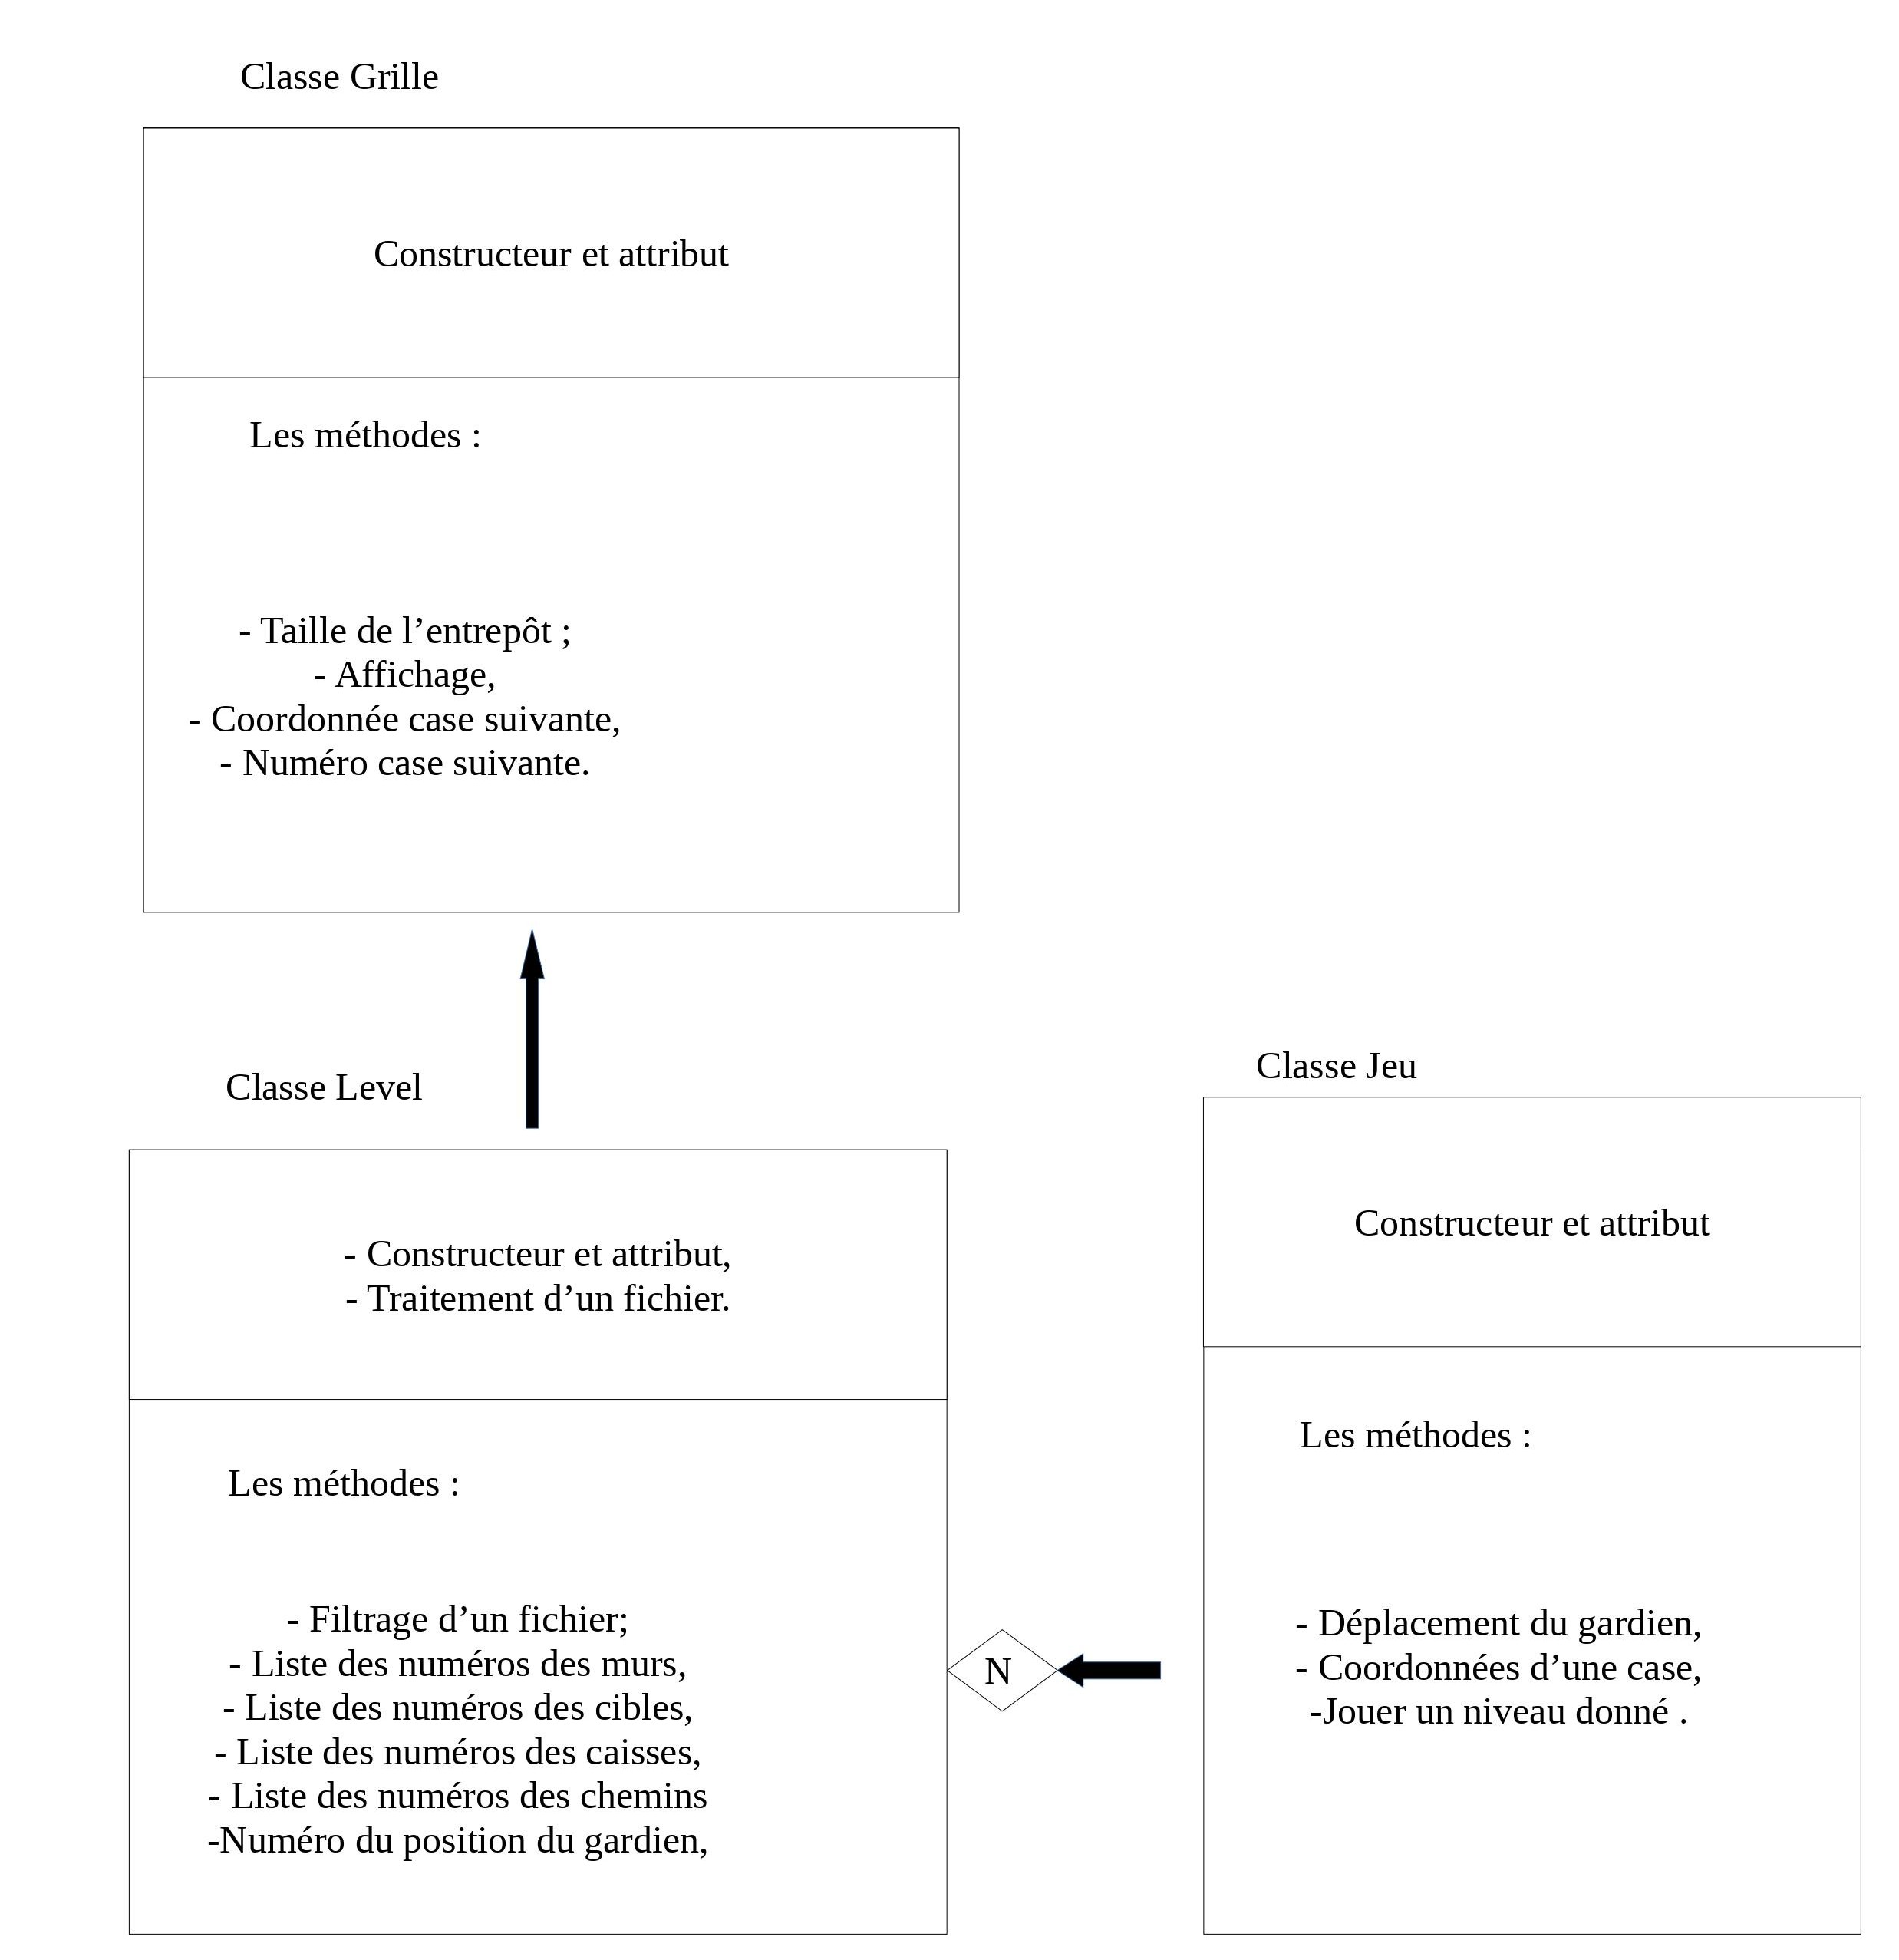 Classe Grille
Constructeur et attribut
Les méthodes :
- Taille de l’entrepôt ;
- Affichage,
- Coordonnée case suivante,
- Numéro case suivante.
Classe Level
- Constructeur et attribut,
- Traitement d’un fichier.
Les méthodes :
- Filtrage d’un fichier;
- Liste des numéros des murs,
- Liste des numéros des cibles,
- Liste des numéros des caisses,
- Liste des numéros des chemins
-Numéro du position du gardien,
N
Classe Jeu
Constructeur et attribut
Les méthodes :
- Déplacement du gardien,
- Coordonnées d’une case,
-Jouer un niveau donné .